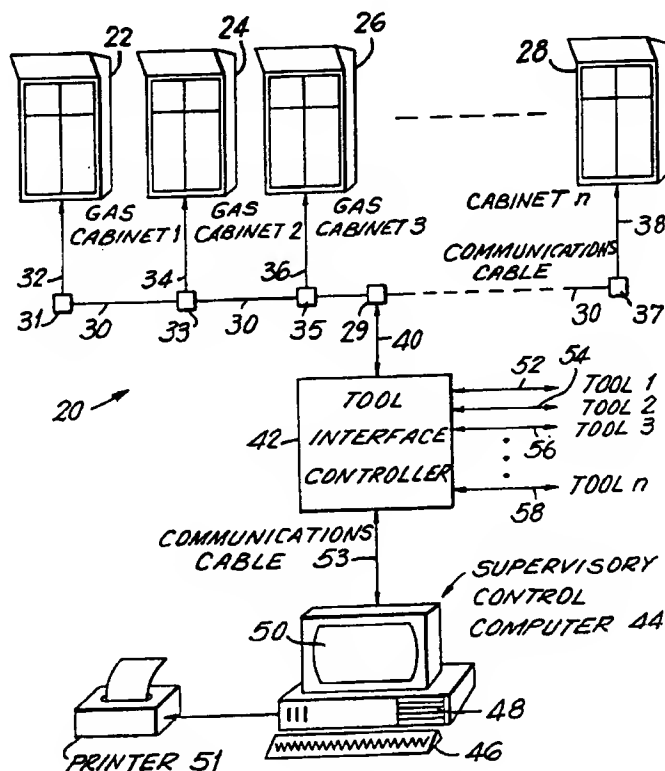 22
24
26
28
GAS CABINET 1
GAS CABINET 2
GAS CABINET 3
CABINET n
32
34
36
38
COMMUNICATIONS CABLE
31
30
33
30
35
29
30
37
40
20
42
TOOL INTERFACE CONTROLLER
52
54
TOOL 1
TOOL 2
TOOL 3
56
TOOL n
58
COMMUNICATIONS CABLE 53
SUPERVISORY CONTROL COMPUTER 44
50
48
46
PRINTER 51